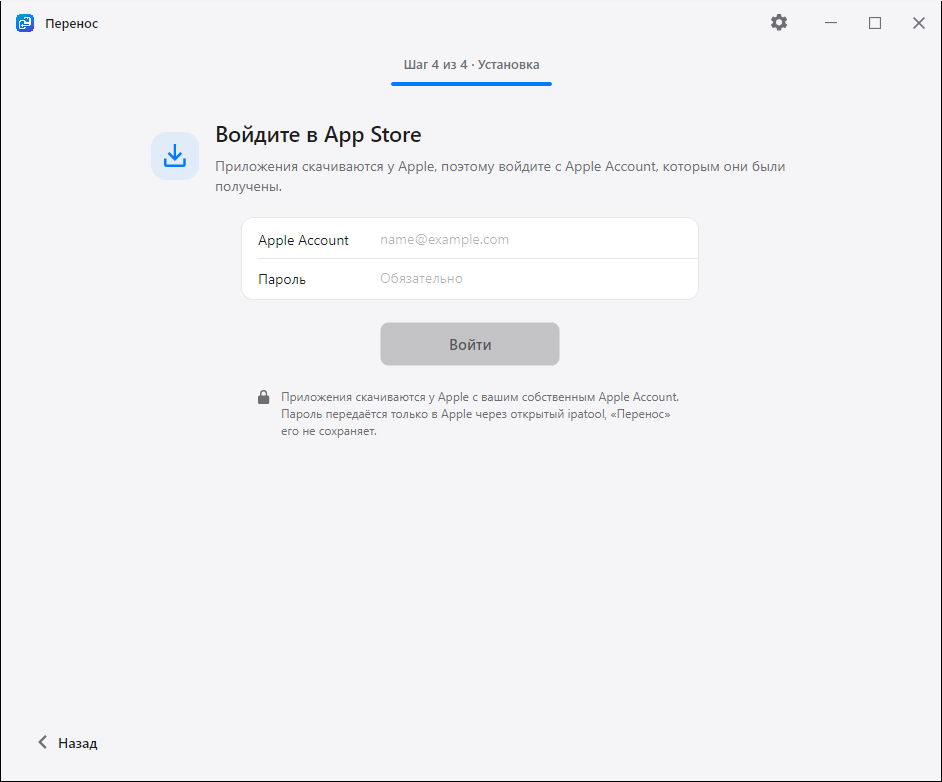 Перенос
Шаг 4 из 4 · Установка
Войдите в App Store
Приложения скачиваются у Apple, поэтому войдите с Apple Account, которым они были
получены.
Apple Account name@example.com
Пароль Обязательно
Войти
Приложения скачиваются у Apple с вашим собственным Apple Account.
Пароль передаётся только в Apple через открытый ipatool, «Перенос»
его не сохраняет.
Назад